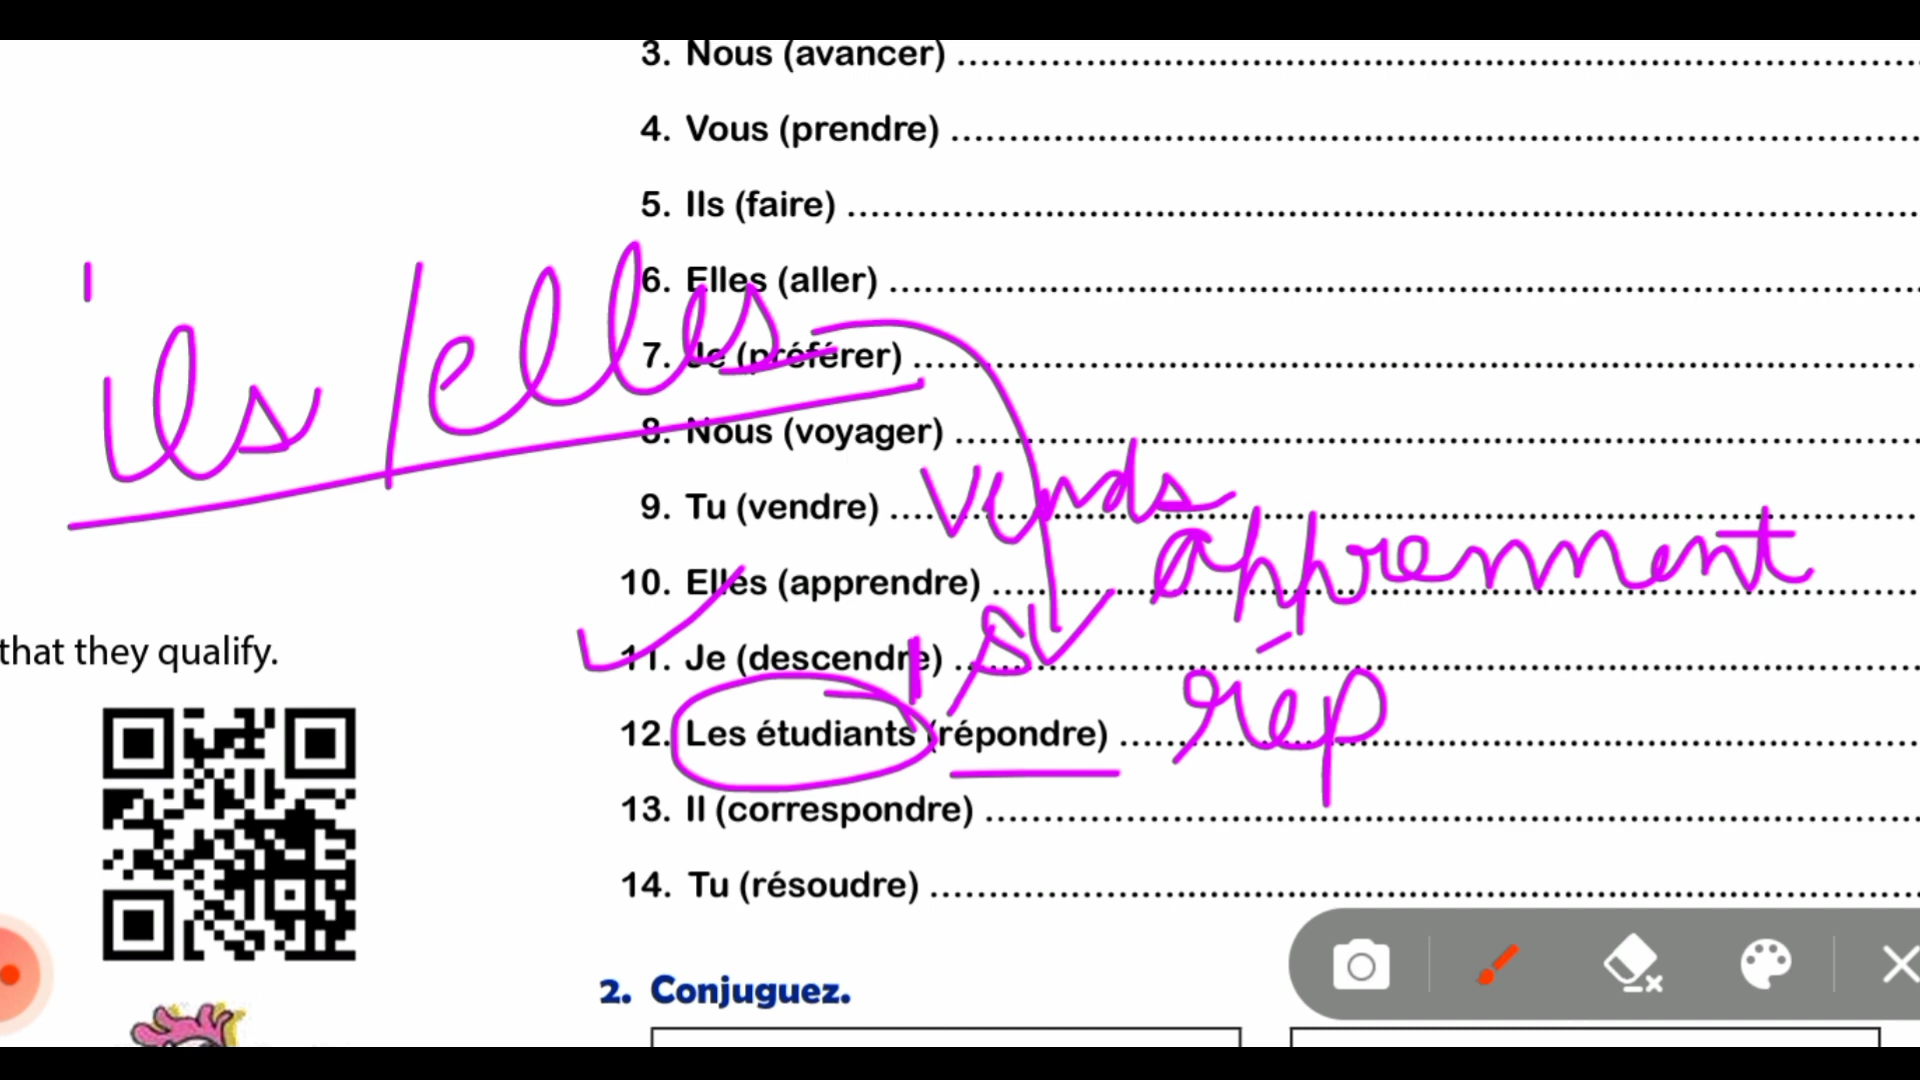 3. Nous (avancer) ..........
4. Vous (prendre) ..........
5. Ils (faire) ..........
6. Elles (aller) ..........
ils/elles
7. Je (préférer) ..........
8. Nous (voyager) ..........
9. Tu (vendre) .......... vends
10. Elles (apprendre) .......... apprennent
that they qualify.
11. Je (descendre) ..........
12. Les étudiants (répondre) .......... rép
13. Il (correspondre) ..........
14. Tu (résoudre) ..........
2. Conjuguez.